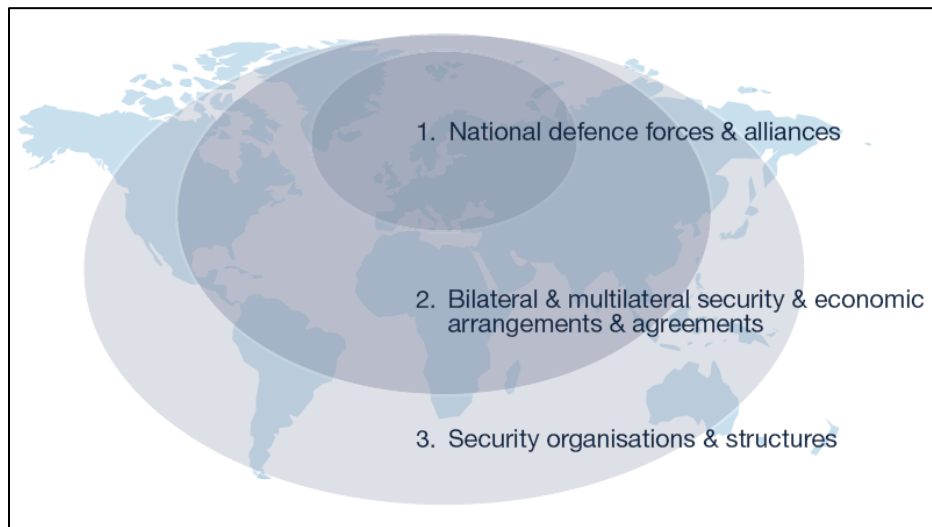 1. National defence forces & alliances
2. Bilateral & multilateral security & economic
arrangements & agreements
3. Security organisations & structures